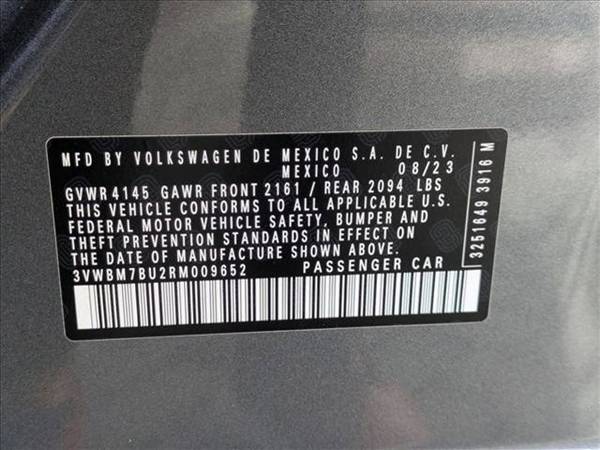 MFD BY VOLKSWAGEN DE MEXICO S.A. DE C.V.
MEXICO 08/23
GVWR 4145 GAWR FRONT 2161 / REAR 2094 LBS
THIS VEHICLE CONFORMS TO ALL APPLICABLE U.S.
FEDERAL MOTOR VEHICLE SAFETY, BUMPER AND
THEFT PREVENTION STANDARDS IN EFFECT ON
THE DATE OF MANUFACTURE SHOWN ABOVE.
3VWBM7BU2RM009652 PASSENGER CAR
3251649 3916 M